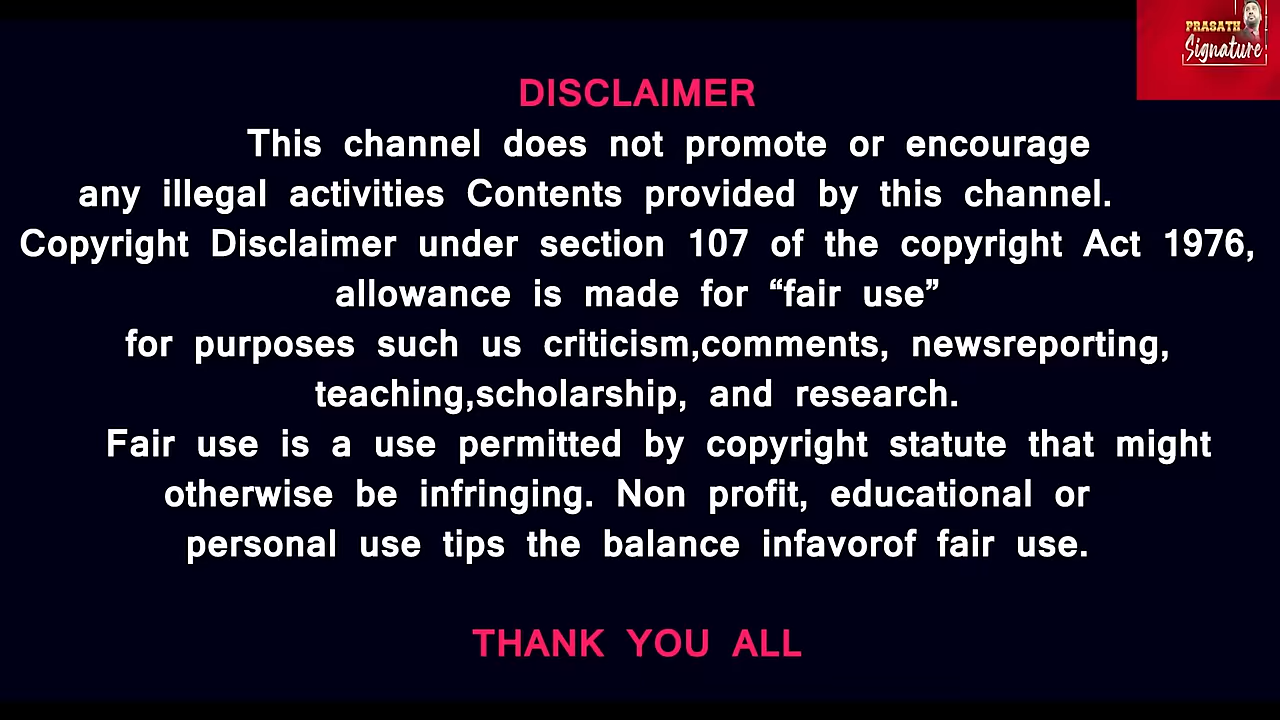 PRASATH
Signature
DISCLAIMER
This channel does not promote or encourage
any illegal activities Contents provided by this channel.
Copyright Disclaimer under section 107 of the copyright Act 1976,
allowance is made for “fair use”
for purposes such us criticism,comments, newsreporting,
teaching,scholarship, and research.
Fair use is a use permitted by copyright statute that might
otherwise be infringing. Non profit, educational or
personal use tips the balance infavorof fair use.
THANK YOU ALL